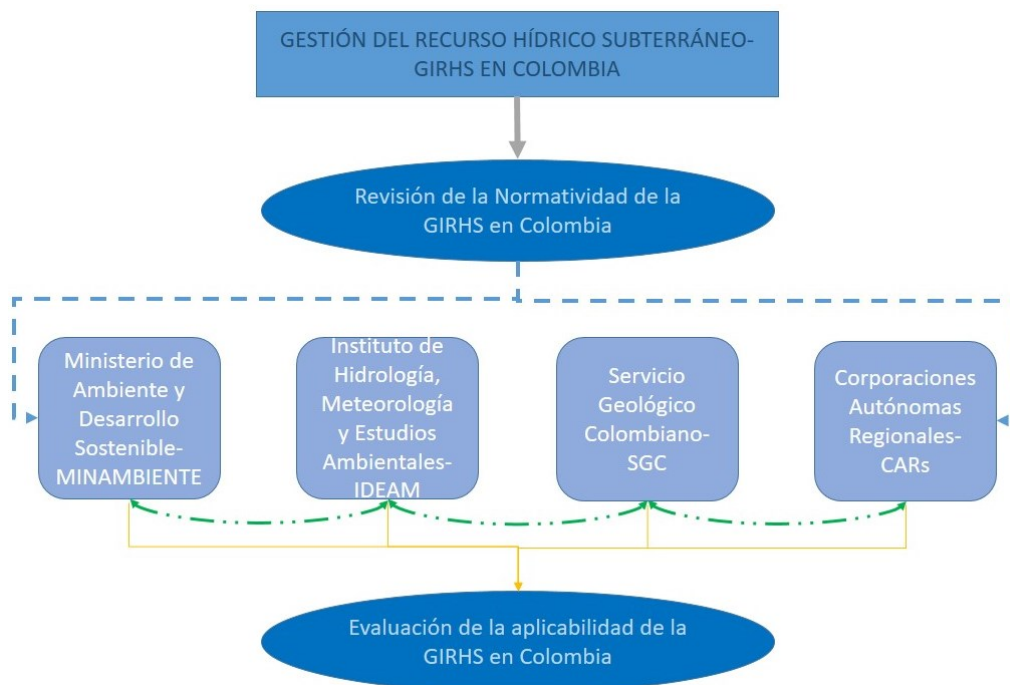 GESTIÓN DEL RECURSO HÍDRICO SUBTERRÁNEO-
GIRHS EN COLOMBIA
Revisión de la Normatividad de la
GIRHS en Colombia
Ministerio de
Ambiente y
Desarrollo
Sostenible-
MINAMBIENTE
Instituto de
Hidrología,
Meteorología
y Estudios
Ambientales-
IDEAM
Servicio
Geológico
Colombiano-
SGC
Corporaciones
Autónomas
Regionales-
CARs
Evaluación de la aplicabilidad de la
GIRHS en Colombia